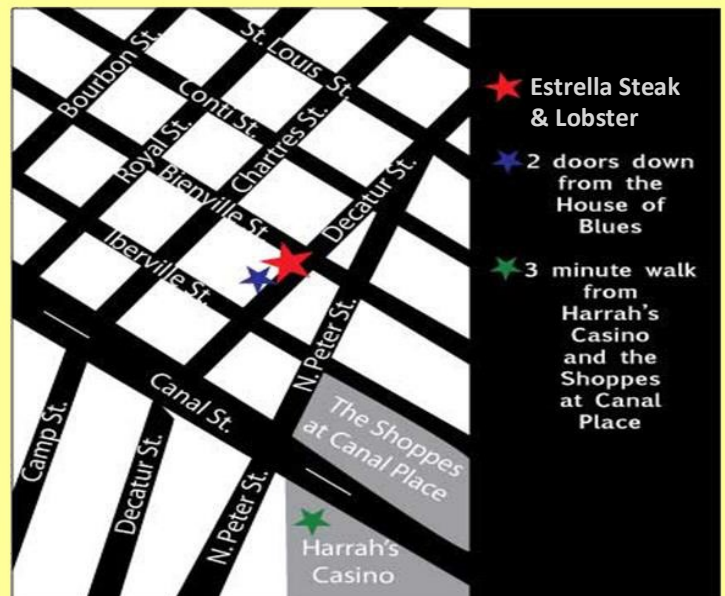 Bourbon St.
St. Louis St.
Conti St.
Royal St.
Chartres St.
Bienville St.
Decatur St.
Iberville St.
N. Peter St.
Canal St.
The Shoppes
at Canal Place
Camp St.
Decatur St.
N. Peter St.
Harrah's
Casino
Estrella Steak
& Lobster
2 doors down
from the
House of
Blues
3 minute walk
from
Harrah's
Casino
and the
Shoppes
at Canal
Place